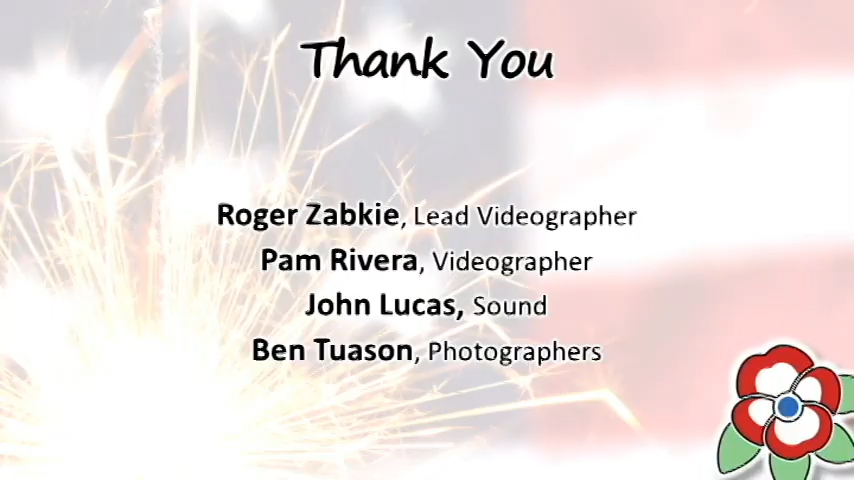 Thank You
Roger Zabkie, Lead Videographer
Pam Rivera, Videographer
John Lucas, Sound
Ben Tuason, Photographers